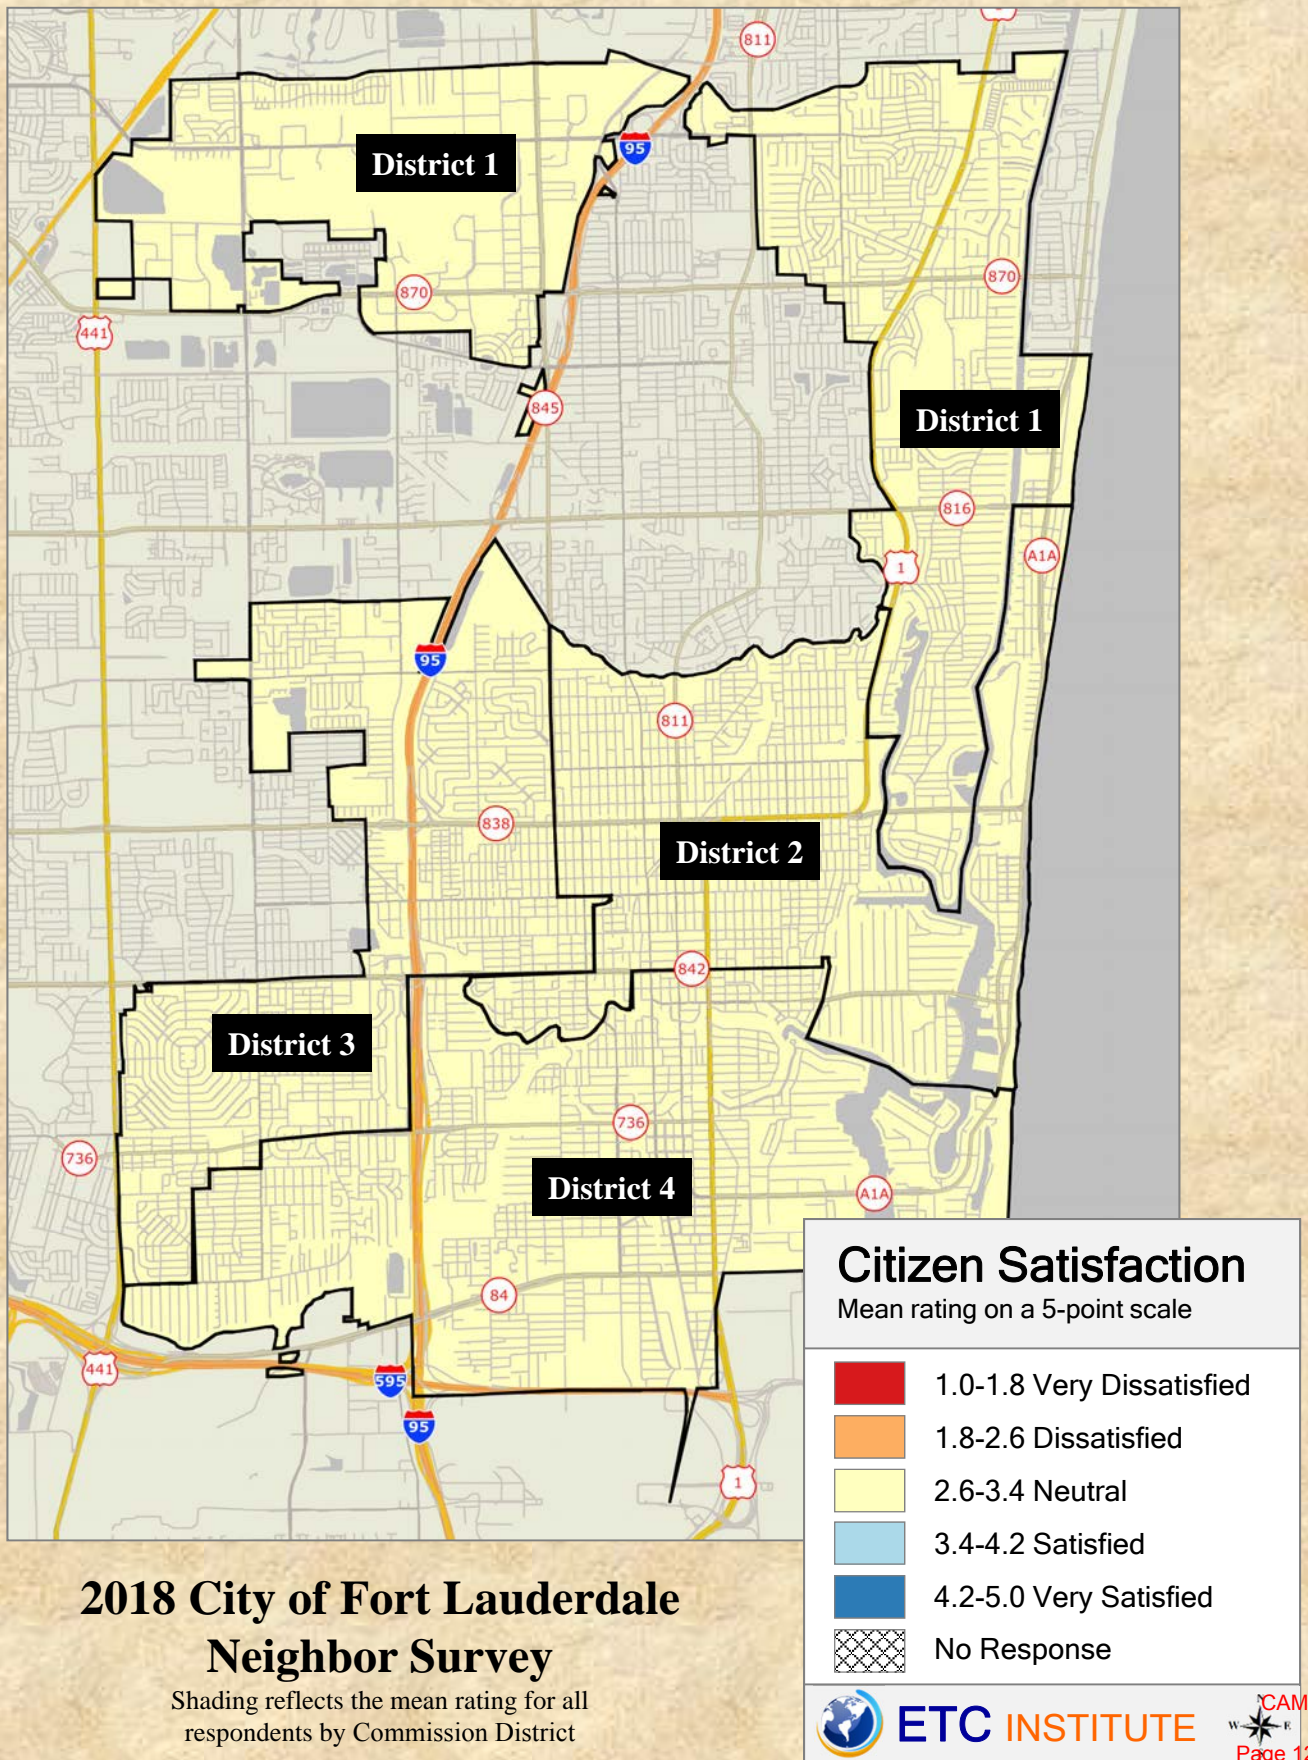 811
95
District 1
870
870
441
845
District 1
816
A1A
1
95
811
838
District 2
842
District 3
736
736
District 4
A1A
84
441
595
95
1
Citizen Satisfaction
Mean rating on a 5-point scale
1.0-1.8 Very Dissatisfied
1.8-2.6 Dissatisfied
2.6-3.4 Neutral
3.4-4.2 Satisfied
4.2-5.0 Very Satisfied
No Response
2018 City of Fort Lauderdale
Neighbor Survey
Shading reflects the mean rating for all
respondents by Commission District
ETC INSTITUTE
CAM
W E
Page 12